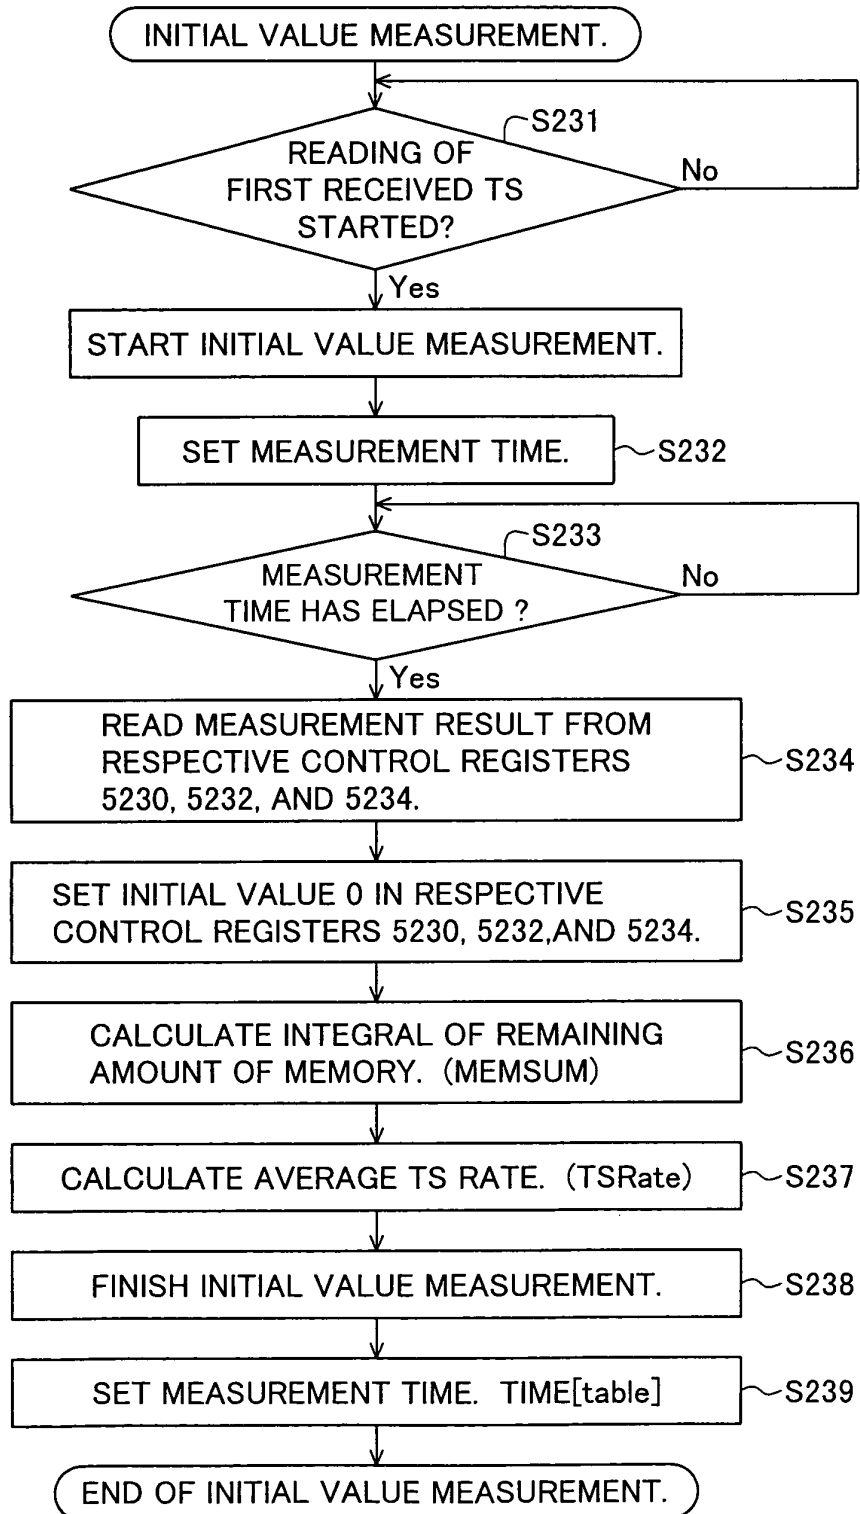 INITIAL VALUE MEASUREMENT.
S231
READING OF
FIRST RECEIVED TS
STARTED?
No
Yes
START INITIAL VALUE MEASUREMENT.
SET MEASUREMENT TIME.
S232
S233
MEASUREMENT
TIME HAS ELAPSED ?
No
Yes
READ MEASUREMENT RESULT FROM
RESPECTIVE CONTROL REGISTERS
5230, 5232, AND 5234.
S234
SET INITIAL VALUE 0 IN RESPECTIVE
CONTROL REGISTERS 5230, 5232,AND 5234.
S235
CALCULATE INTEGRAL OF REMAINING
AMOUNT OF MEMORY. (MEMSUM)
S236
CALCULATE AVERAGE TS RATE. (TSRate)
S237
FINISH INITIAL VALUE MEASUREMENT.
S238
SET MEASUREMENT TIME. TIME[table]
S239
END OF INITIAL VALUE MEASUREMENT.